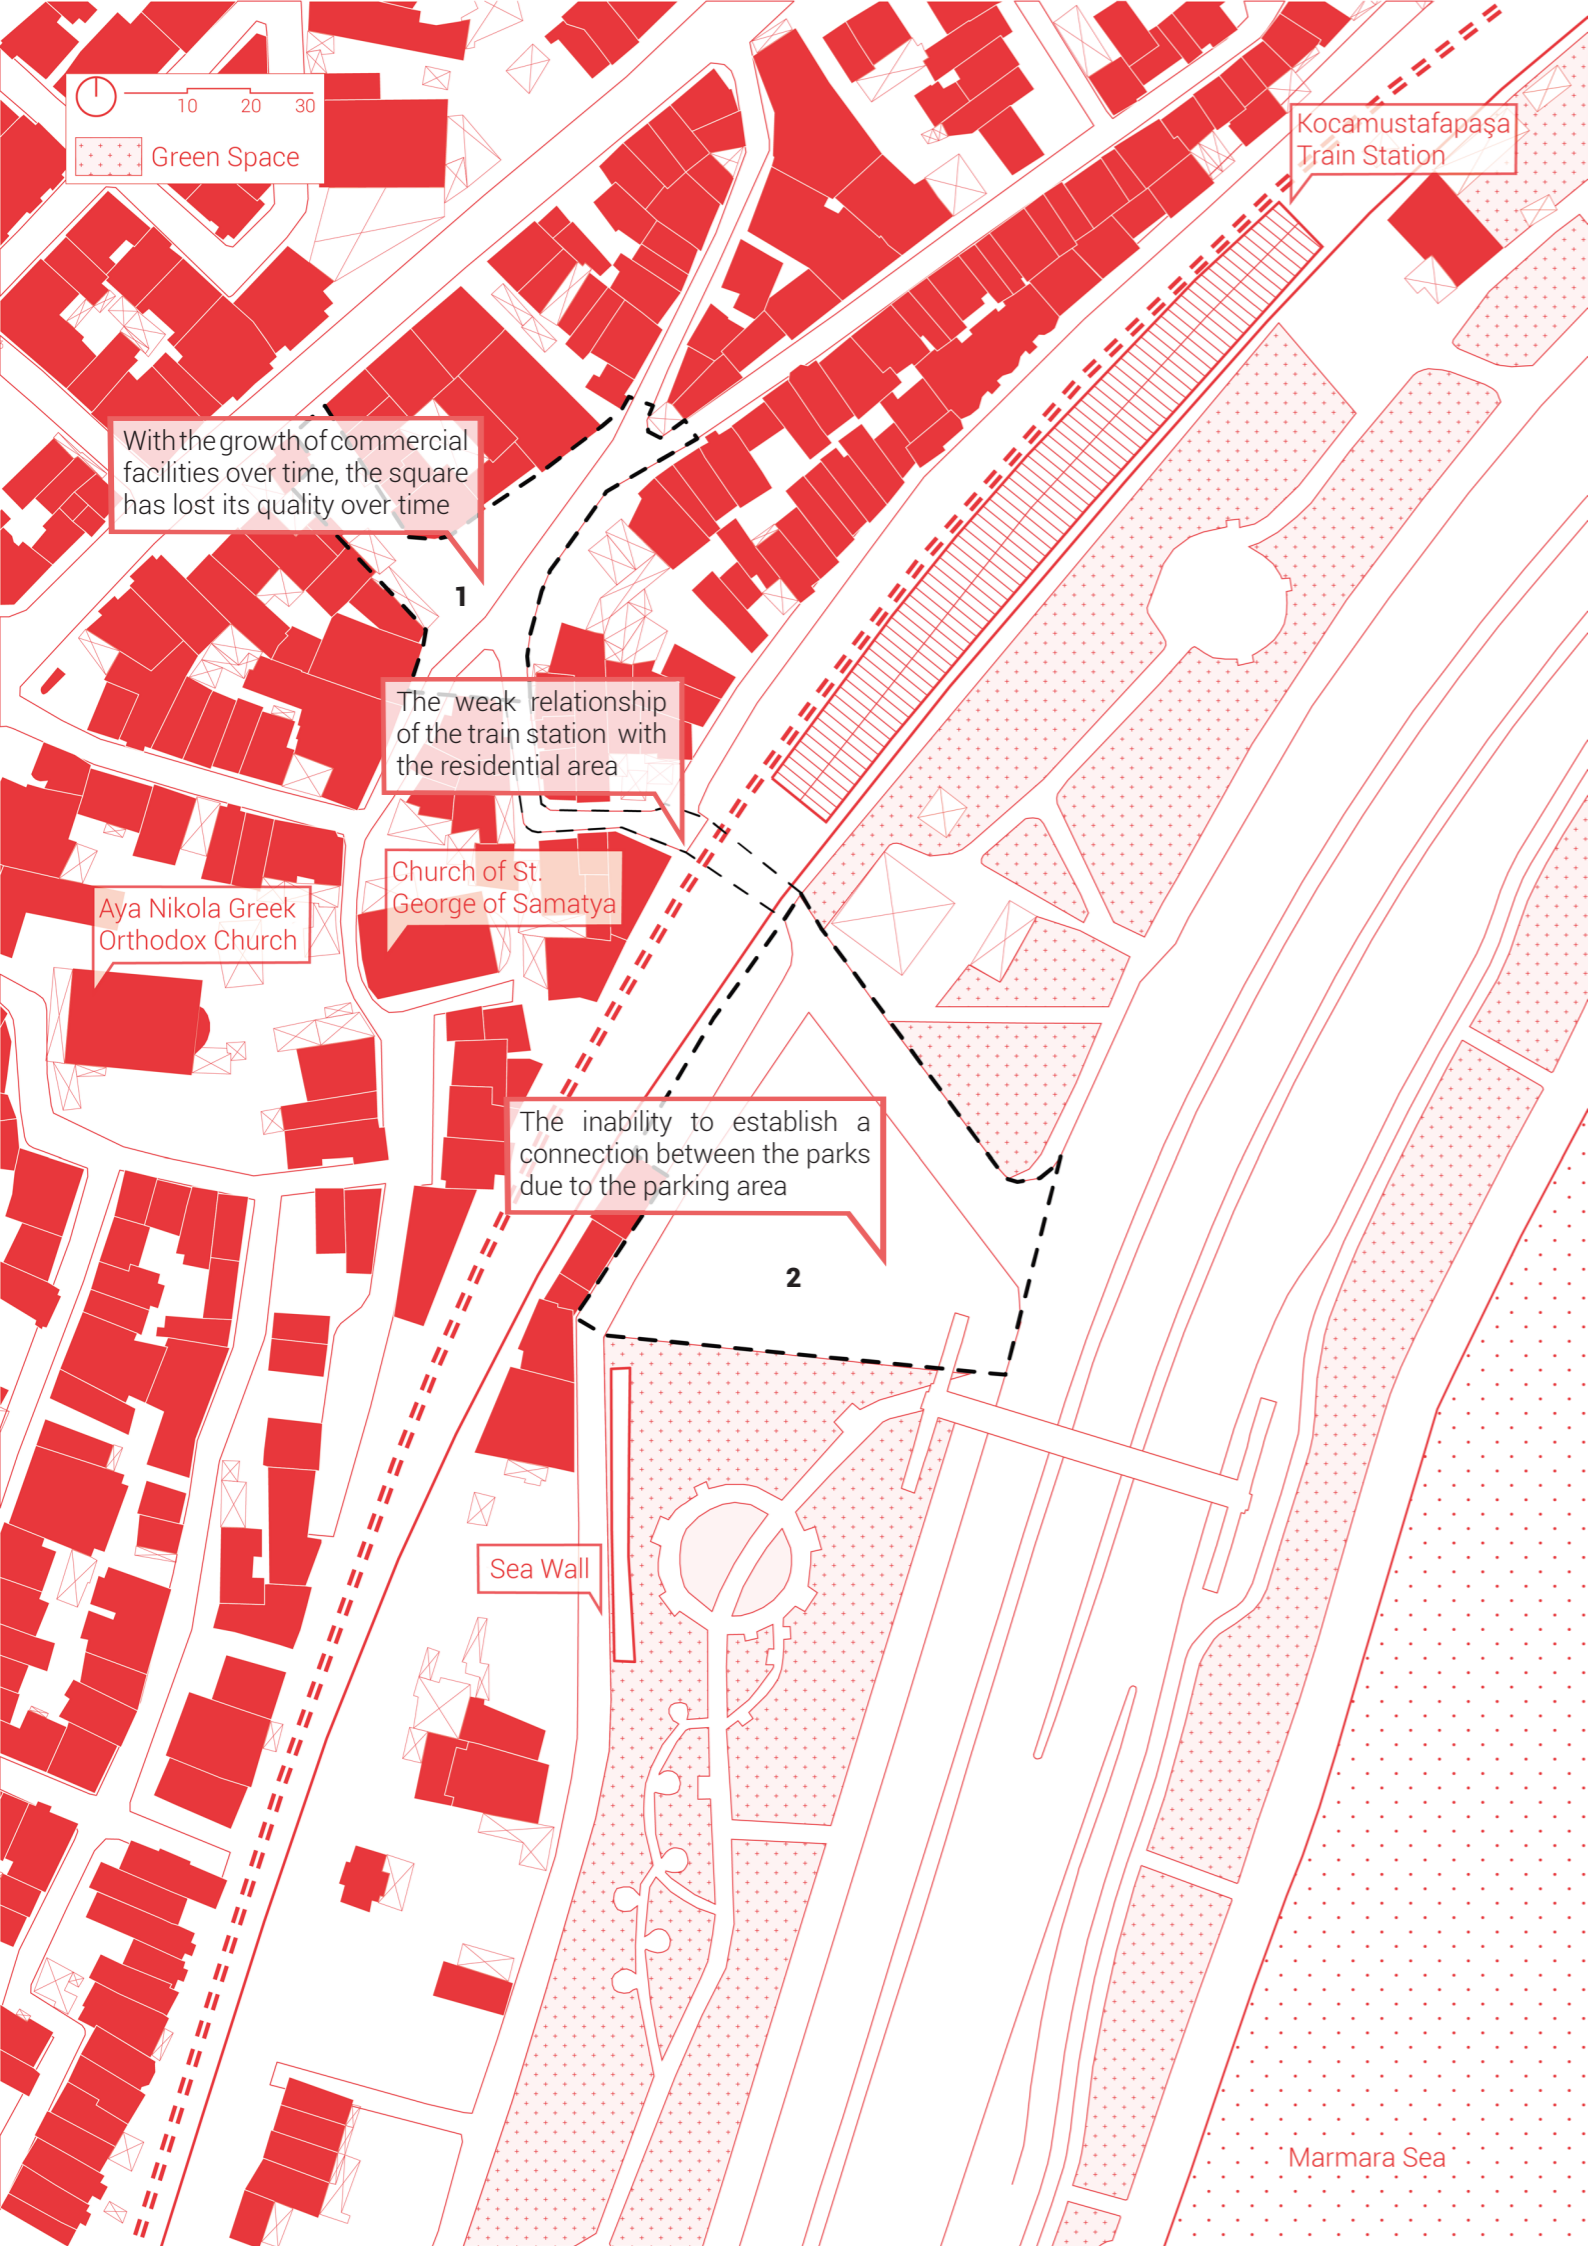 10 20 30
Green Space
Kocamustafapaşa
Train Station
With the growth of commercial
facilities over time, the square
has lost its quality over time
1
The weak relationship
of the train station with
the residential area
Church of St.
George of Samatya
Aya Nikola Greek
Orthodox Church
The inability to establish a
connection between the parks
due to the parking area
2
Sea Wall
Marmara Sea